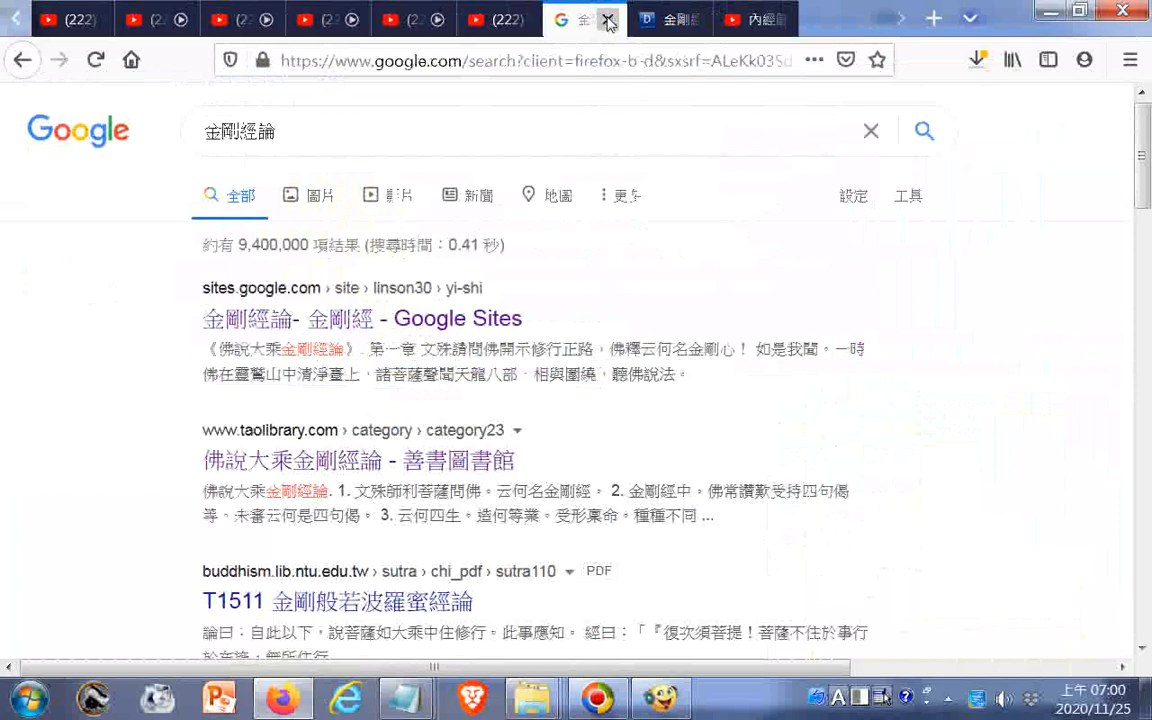 (2
(2
(2
(2
(2
(222)
金
金剛經
內經
https://www.google.com/search?client=firefox-b-d&sxsrf=ALeKk03Sd
Google
金剛經論
全部
圖片
影片
新聞
地圖
更多
設定
工具
約有 9,400,000 項結果 (搜尋時間：0.41 秒)
sites.google.com › site › linson30 › yi-shi
金剛經論- 金剛經 - Google Sites
《佛說大乘金剛經論》. 第一章 文殊請問佛開示修行正路，佛釋云何名金剛心！ 如是我聞。一時
佛在靈鷲山中清淨臺上，諸菩薩聲聞天龍八部．相與圍繞，聽佛說法。
www.taolibrary.com › category › category23
佛說大乘金剛經論 - 善書圖書館
佛說大乘金剛經論. 1. 文殊師利菩薩問佛。云何名金剛經。 2. 金剛經中。佛常讚歎受持四句偈
等。未審云何是四句偈。 3. 云何四生。造何等業。受形稟命。種種不同 ...
buddhism.lib.ntu.edu.tw › sutra › chi_pdf › sutra110
PDF
T1511 金剛般若波羅蜜經論
論曰：自此以下，說菩薩如大乘中住修行。此事應知。 經曰：「『復次須菩提！菩薩不住於事行
上午 07:00
2020/11/25